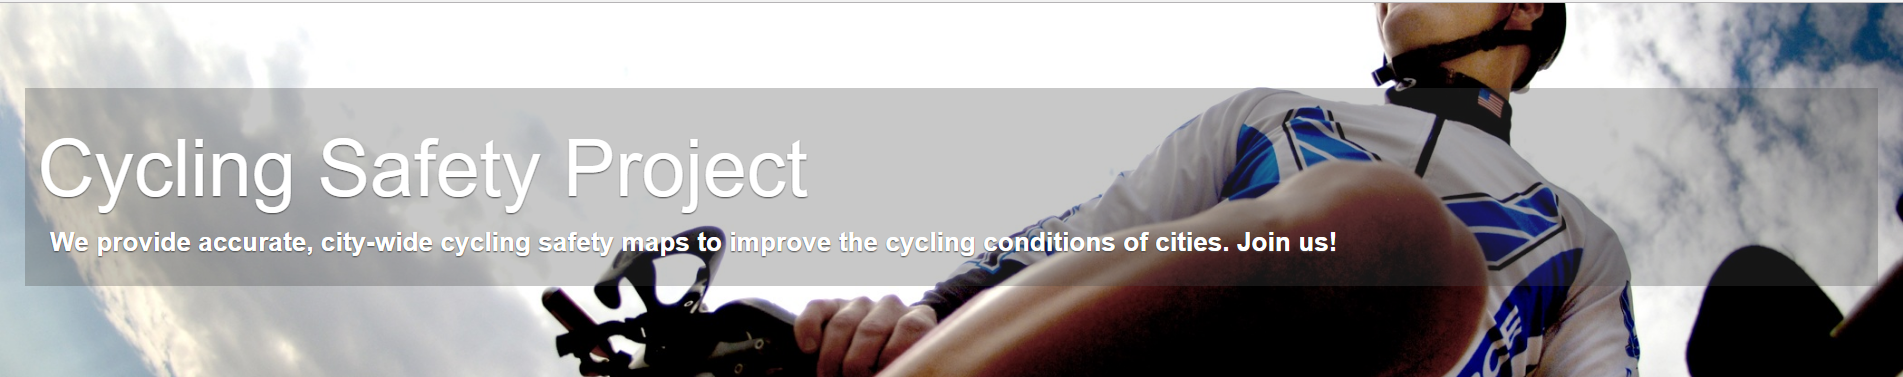 Cycling Safety Project
We provide accurate, city-wide cycling safety maps to improve the cycling conditions of cities. Join us!